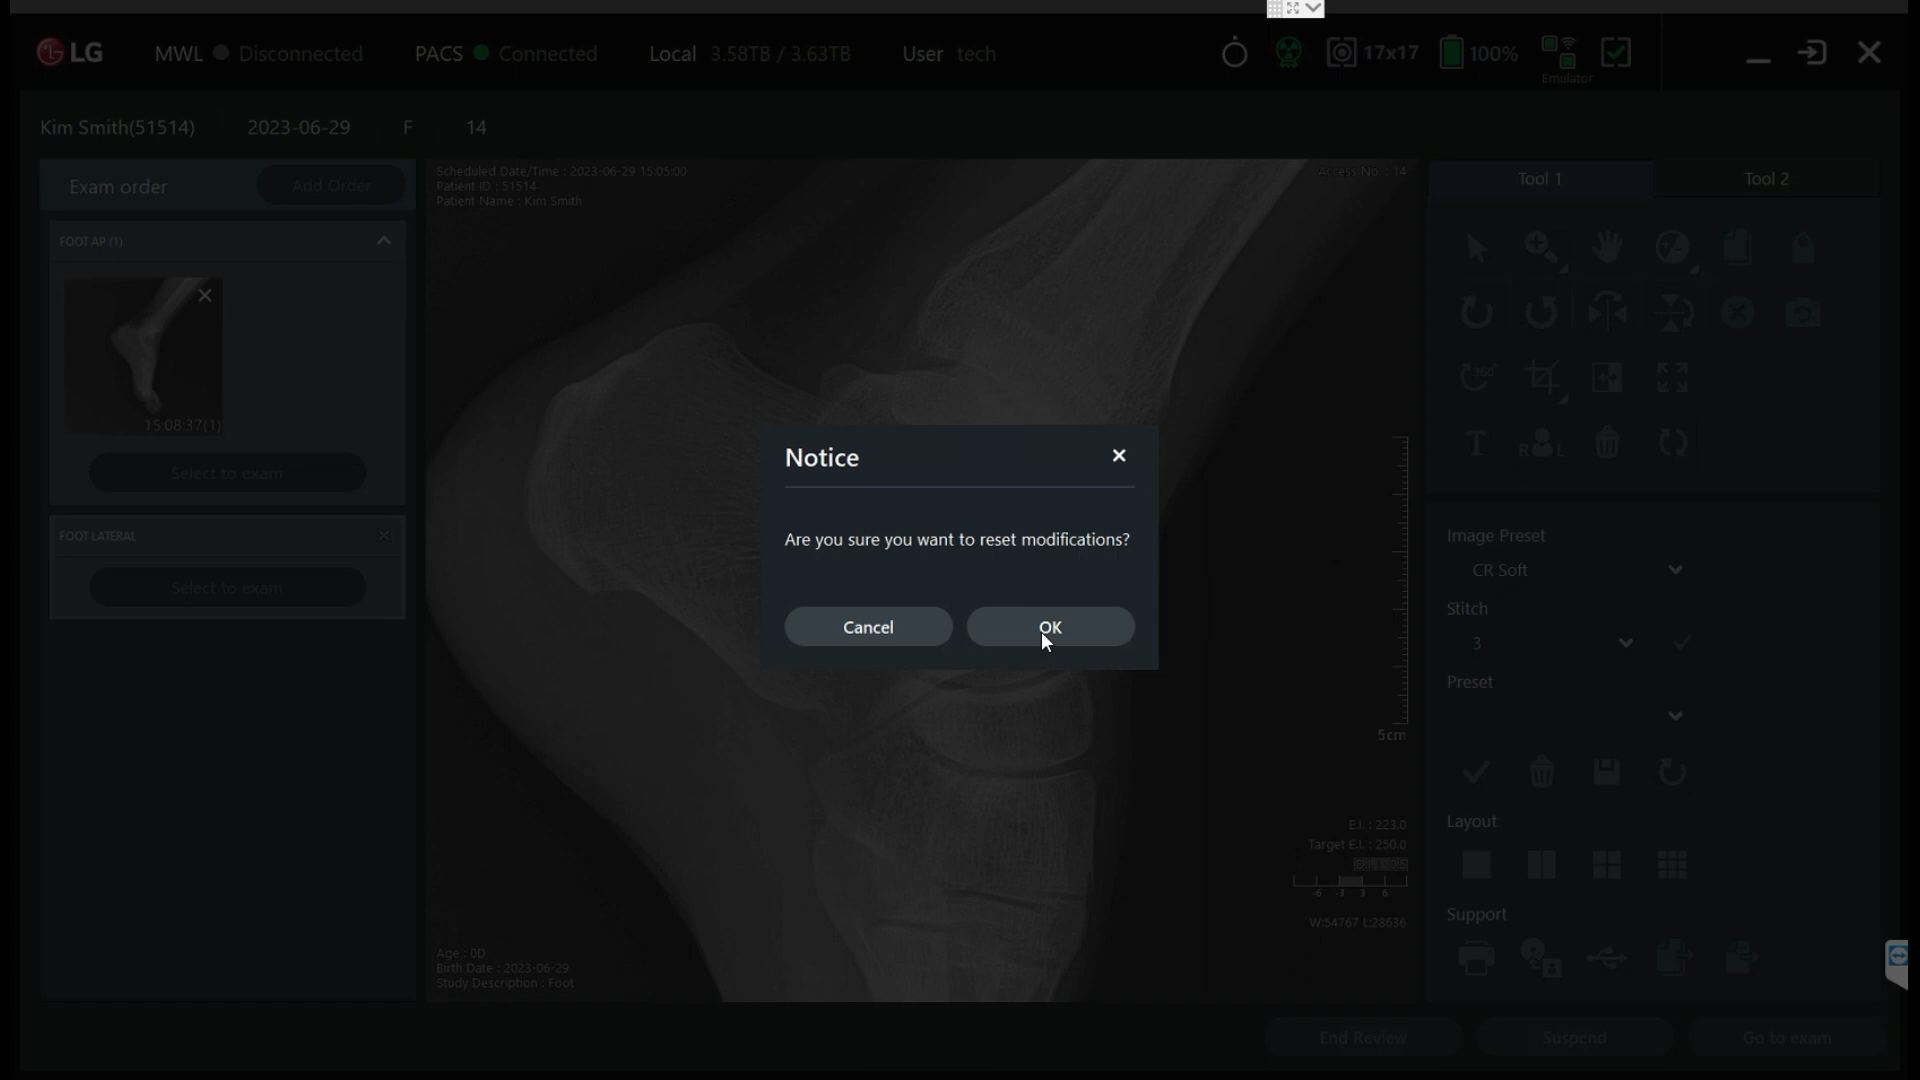 LG MWL Disconnected PACS Connected Local 3.58TB / 3.63TB User tech 17x17 100%
Emulator
Kim Smith(51514) 2023-06-29 F 14
Exam order Add Order
FOOT AP (1)
15:08:37(1)
Select to exam
FOOT LATERAL
Select to exam
Scheduled Date/Time : 2023-06-29 15:05:00
Patient ID : 51514
Patient Name : Kim Smith
Access No. : 14
Notice
Are you sure you want to reset modifications?
Cancel OK
5cm
E.I. : 223.0
Target E.I. : 250.0
-6 -3 3 6
W:54767 L:28636
Age : 0D
Birth Date : 2023-06-29
Study Description : Foot
Tool 1 Tool 2
360°
T R L
Image Preset
CR Soft
Stitch
3
Preset
Layout
Support
End Review Suspend Go to exam